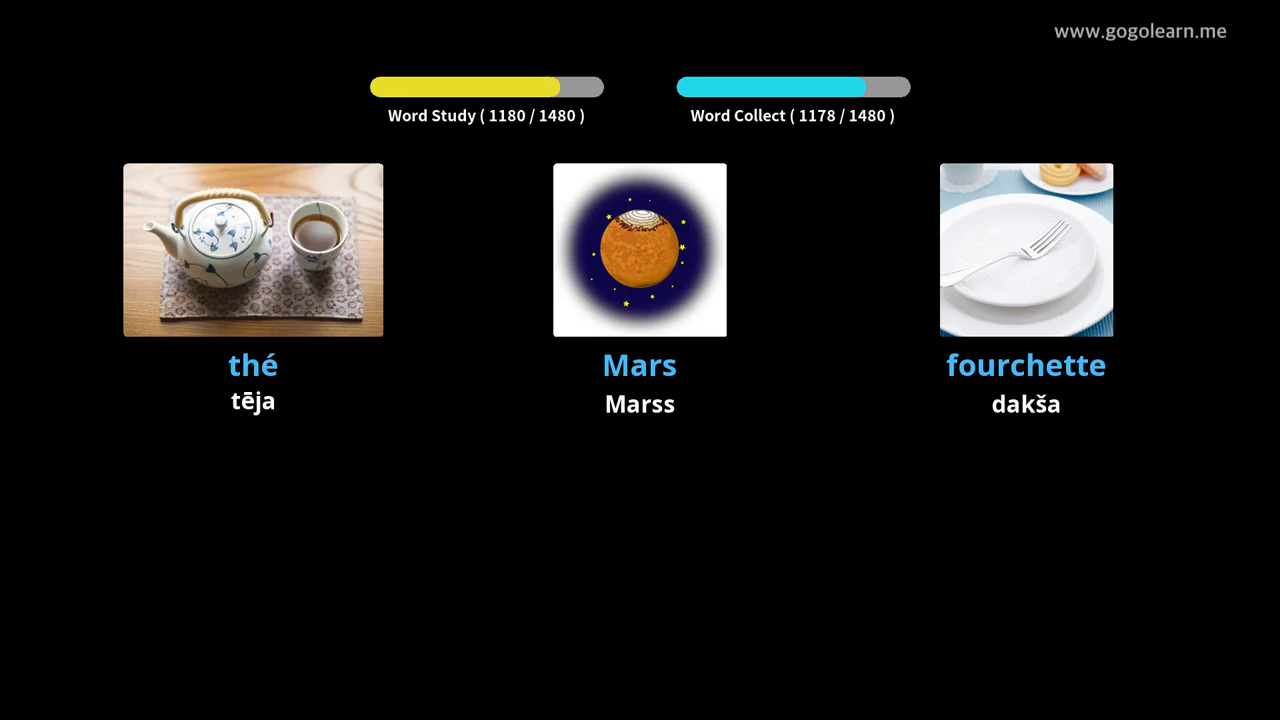 www.gogolearn.me
Word Study ( 1180 / 1480 )
Word Collect ( 1178 / 1480 )
thé
Mars
fourchette
tēja
Marss
dakša